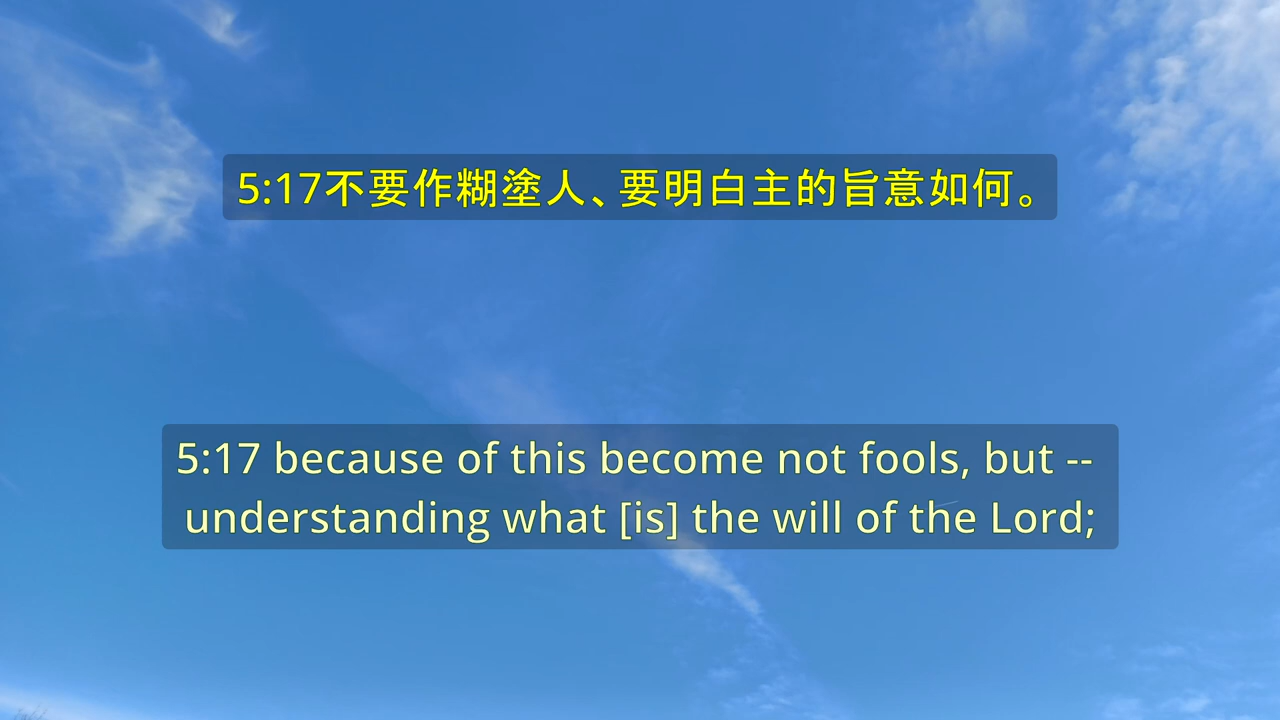 5:17不要作糊塗人、要明白主的旨意如何。
5:17 because of this become not fools, but --
understanding what [is] the will of the Lord;